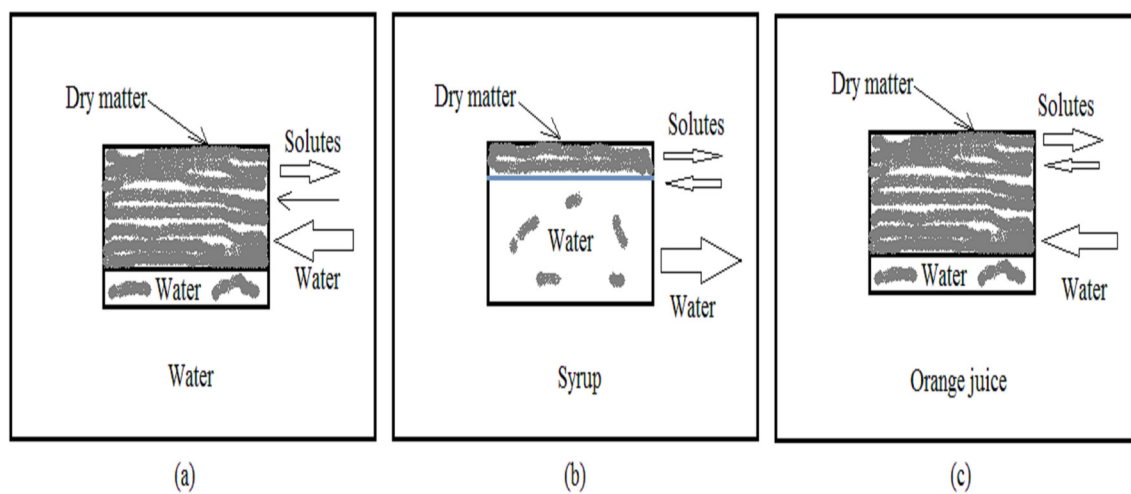 Dry matter
Solutes
Water
Water
Water
(a)
Dry matter
Solutes
Water
Water
Syrup
(b)
Dry matter
Solutes
Water
Water
Orange juice
(c)